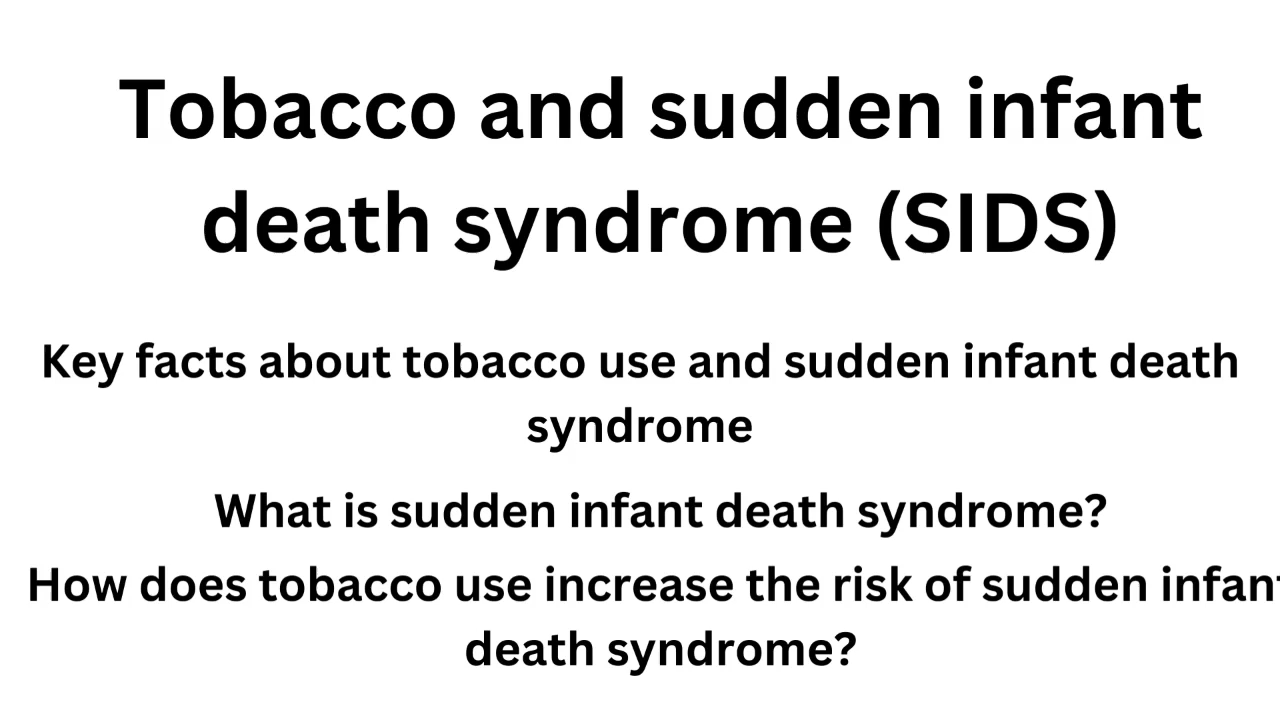 Tobacco and sudden infant
death syndrome (SIDS)
Key facts about tobacco use and sudden infant death
syndrome
What is sudden infant death syndrome?
How does tobacco use increase the risk of sudden infant
death syndrome?